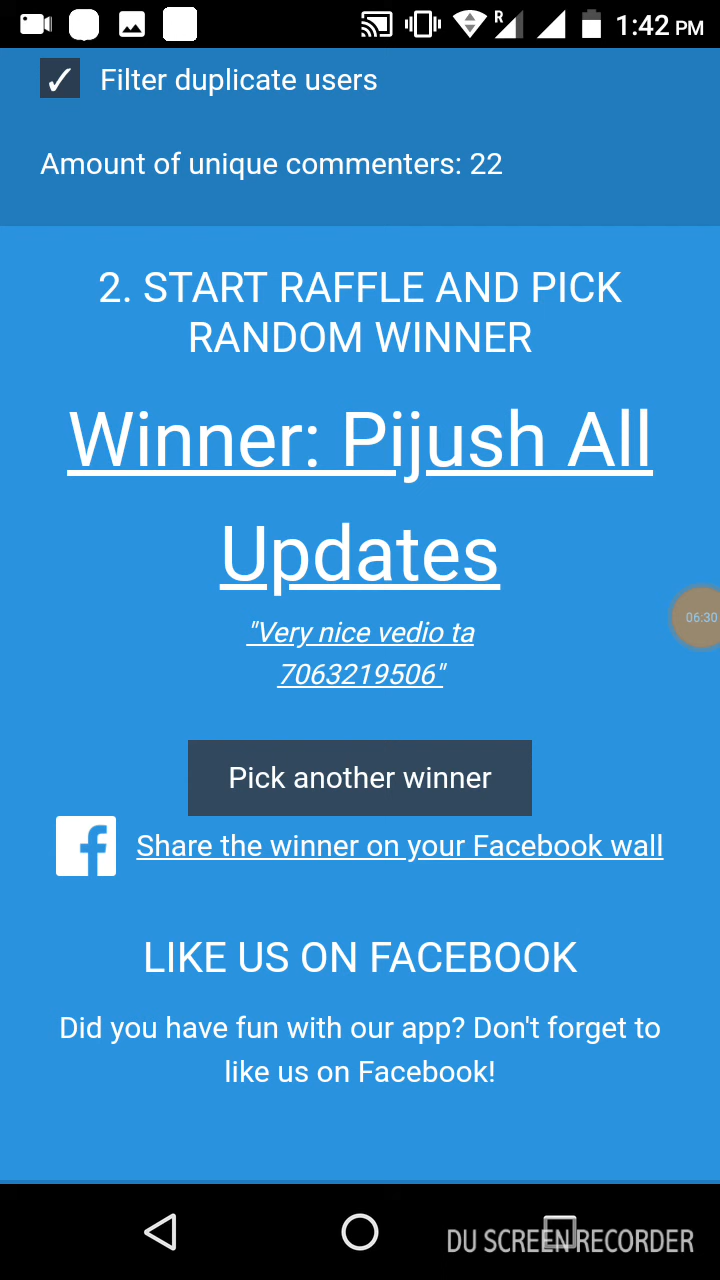 R
1:42 PM
✓ Filter duplicate users
Amount of unique commenters: 22
2. START RAFFLE AND PICK
RANDOM WINNER
Winner: Pijush All
Updates
"Very nice vedio ta
7063219506"
06:30
Pick another winner
f Share the winner on your Facebook wall
LIKE US ON FACEBOOK
Did you have fun with our app? Don't forget to
like us on Facebook!
DU SCREEN RECORDER